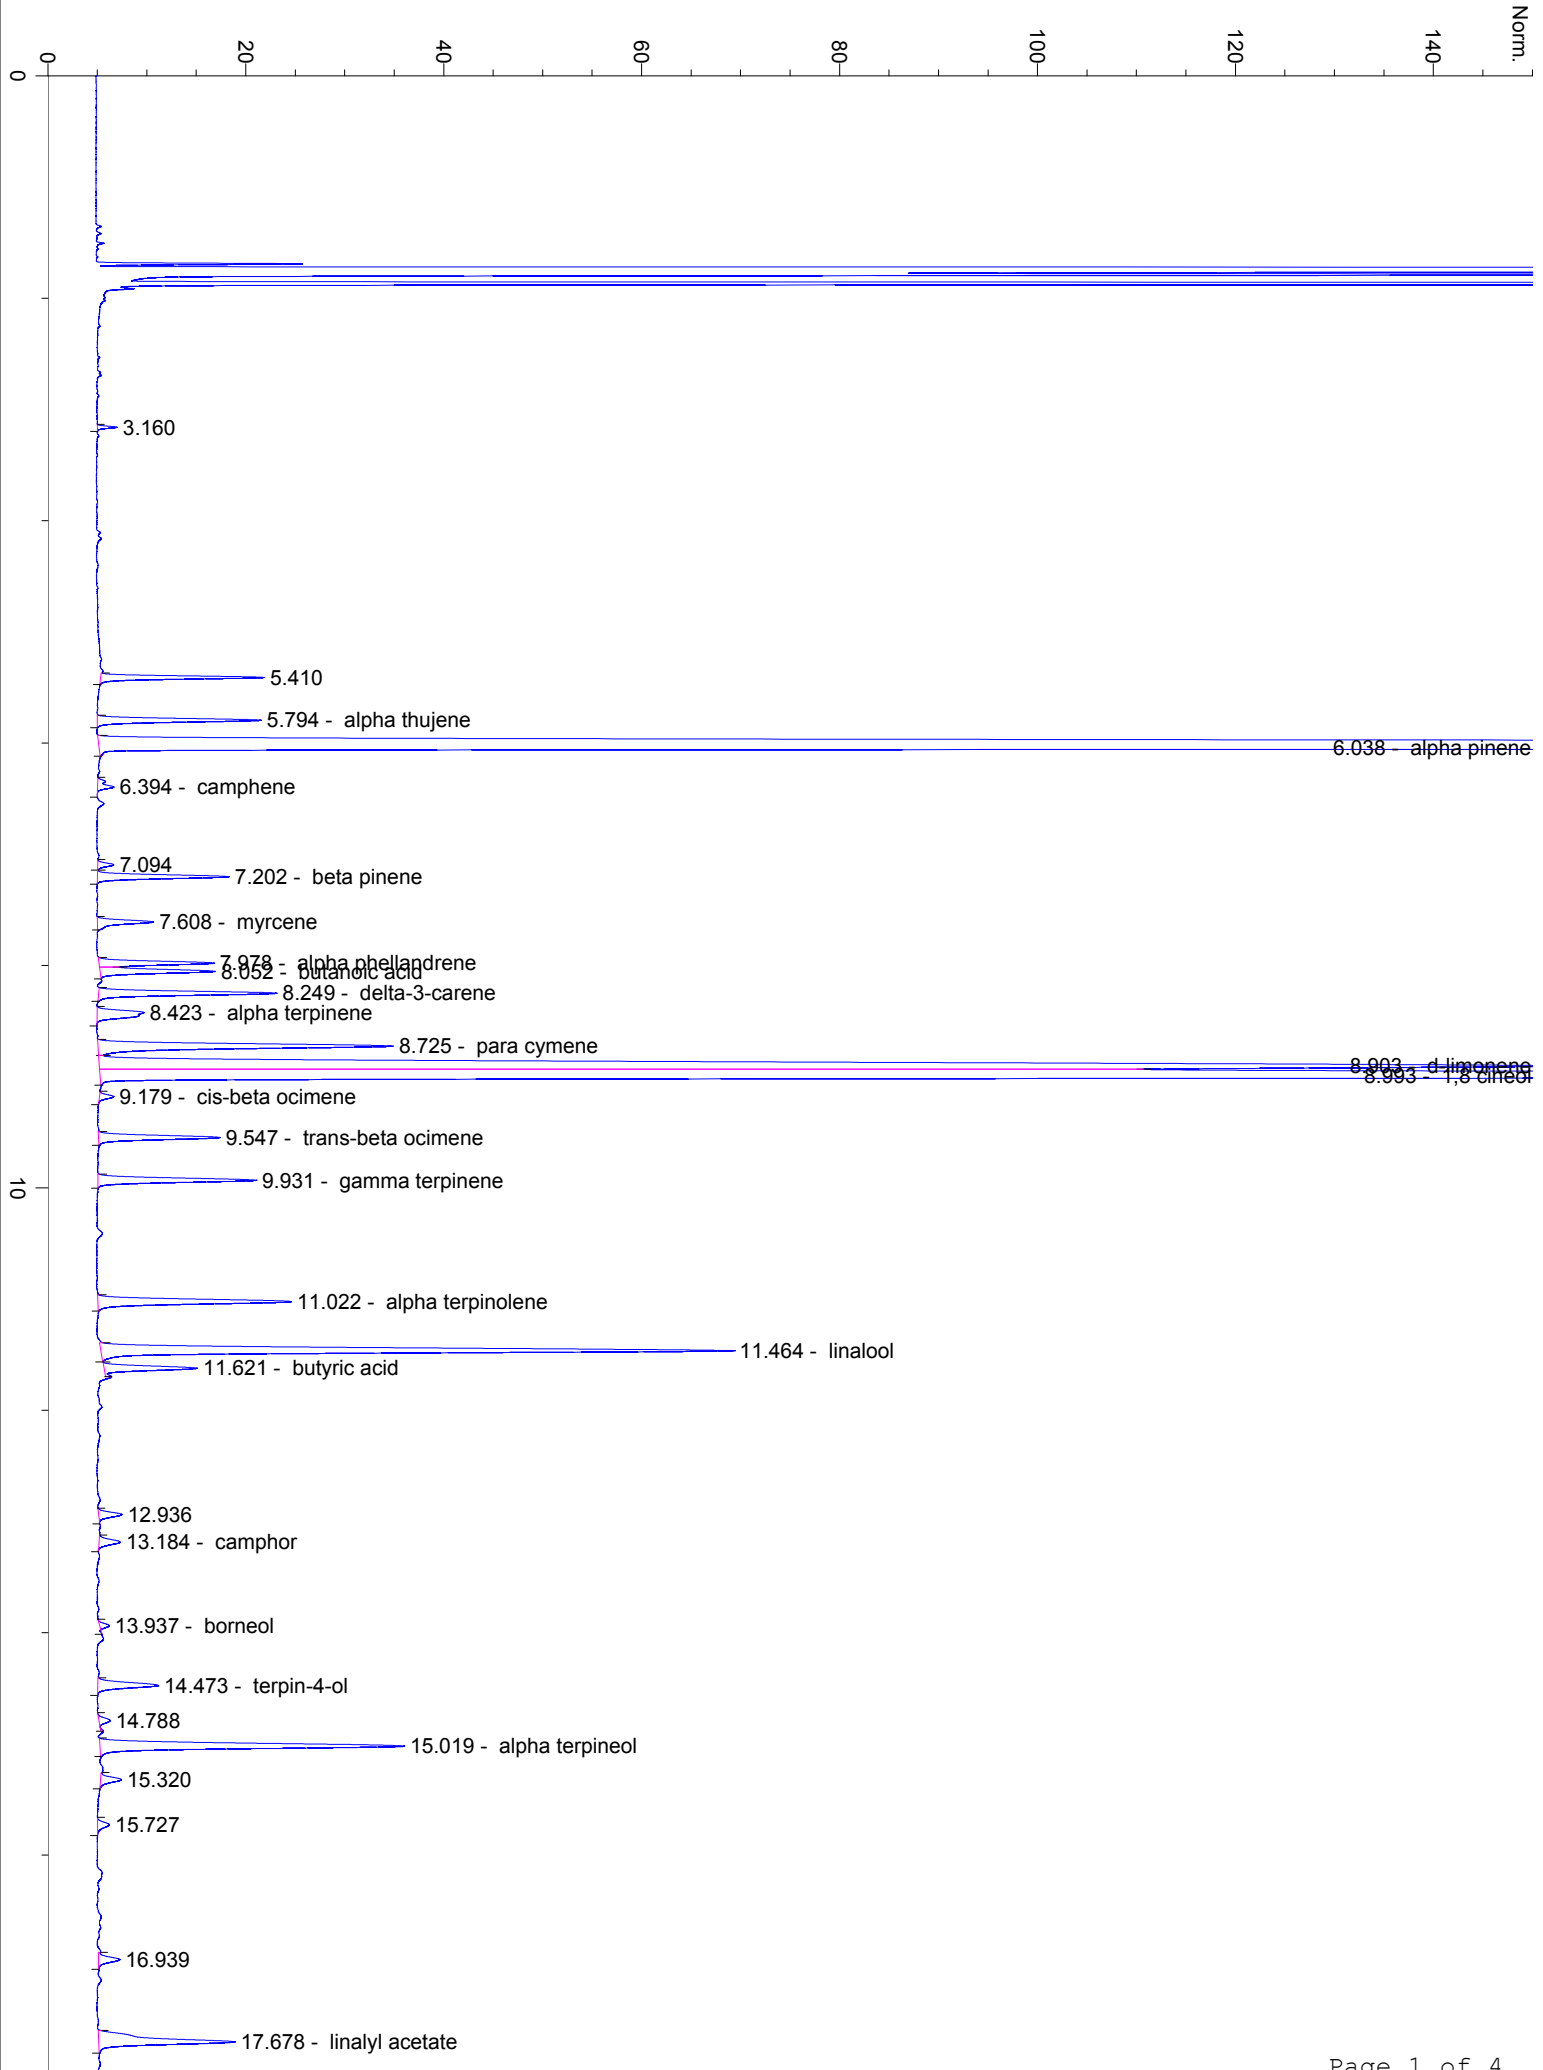 Norm.
0
20
40
60
80
100
120
140
0
3.160
5.410
5.794 - alpha thujene
6.038 - alpha pinene
6.394 - camphene
7.094
7.202 - beta pinene
7.608 - myrcene
7.978 - alpha phellandrene
8.052 - butanoic acid
8.249 - delta-3-carene
8.423 - alpha terpinene
8.725 - para cymene
8.903 - d limonene
8.993 - 1,8 cineol
9.179 - cis-beta ocimene
9.547 - trans-beta ocimene
9.931 - gamma terpinene
10
11.022 - alpha terpinolene
11.464 - linalool
11.621 - butyric acid
12.936
13.184 - camphor
13.937 - borneol
14.473 - terpin-4-ol
14.788
15.019 - alpha terpineol
15.320
15.727
16.939
17.678 - linalyl acetate
Page 1 of 4